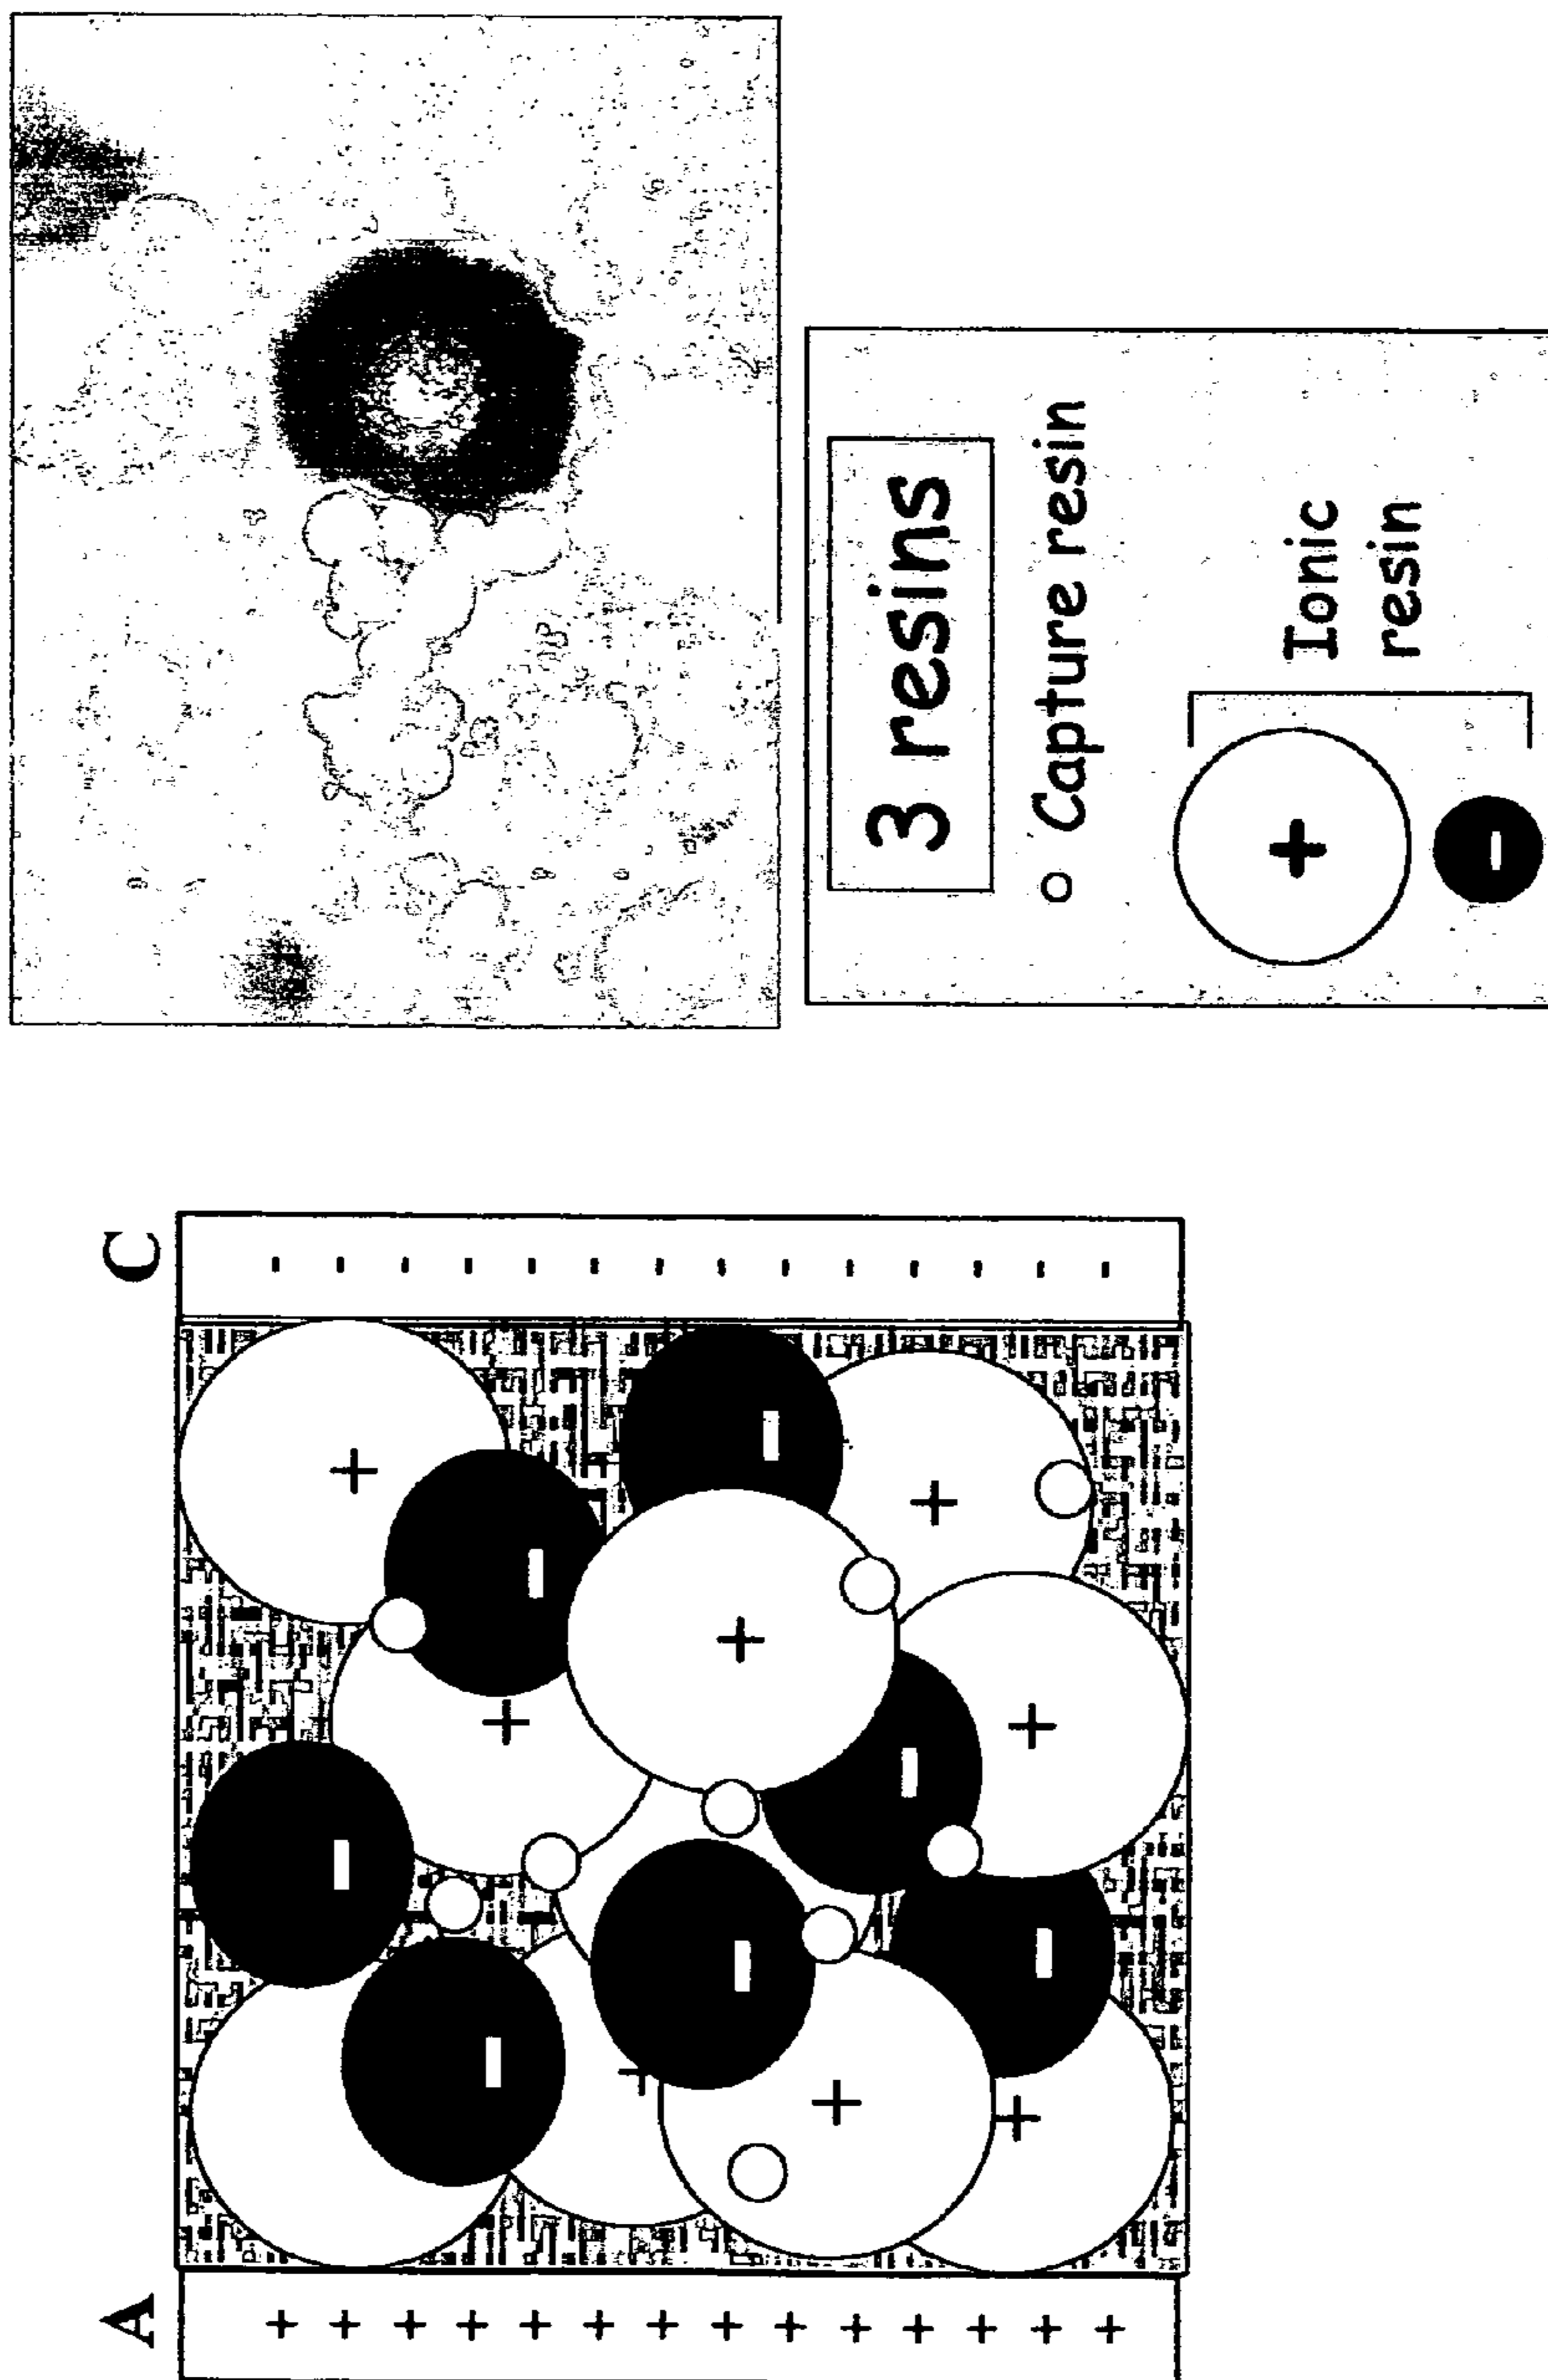 A
C
3 resins
Capture resin
+
-
Ionic
resin